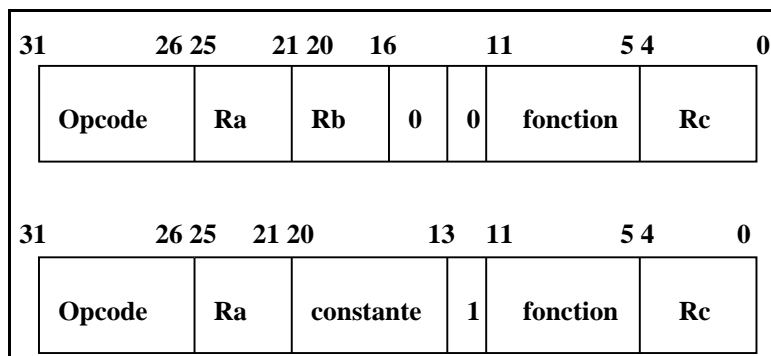 31 26 25 21 20 16 11 5 4 0
Opcode Ra Rb 0 0 fonction Rc
31 26 25 21 20 13 11 5 4 0
Opcode Ra constante 1 fonction Rc